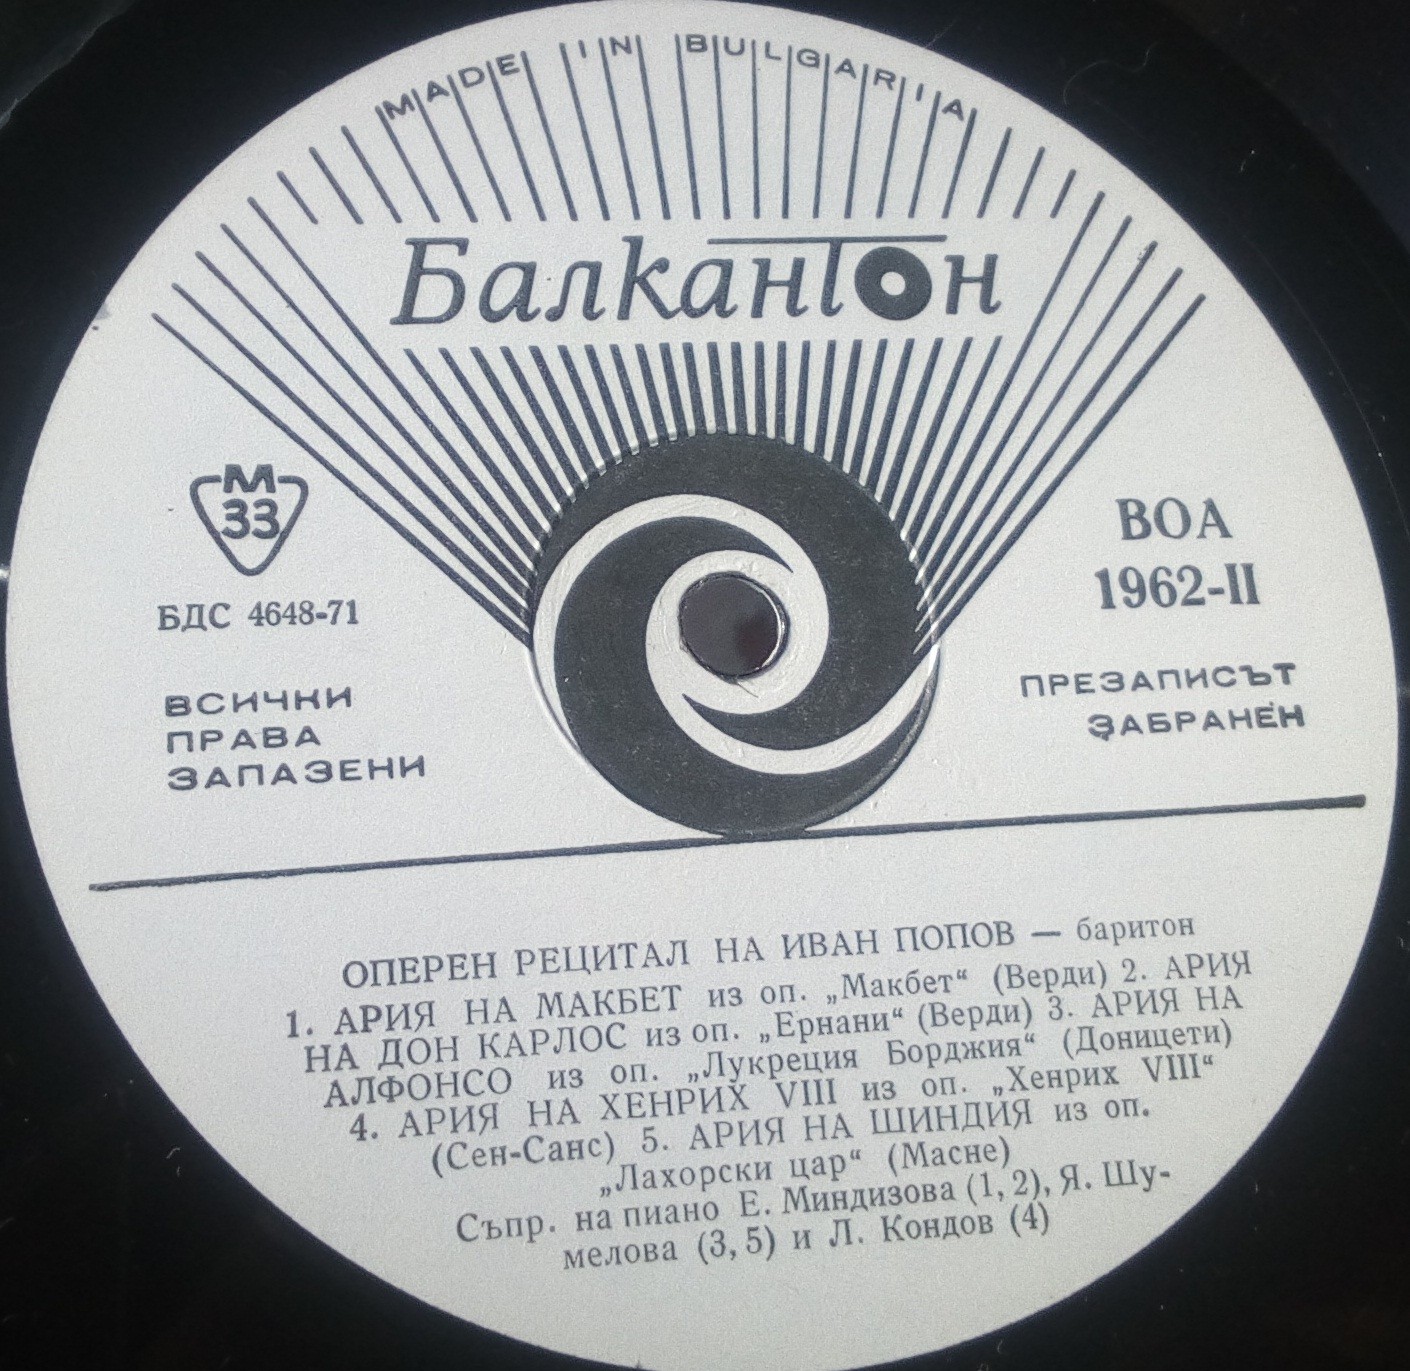 MADE IN BULGARIA
Балкантон
М
33
БДС 4648-71
ВСИЧКИ
ПРАВА
ЗАПАЗЕНИ
ВОА
1962-II
ПРЕЗАПИСЪТ
ЗАБРАНЕН
ОПЕРЕН РЕЦИТАЛ НА ИВАН ПОПОВ — баритон
1. АРИЯ НА МАКБЕТ из оп. „Макбет“ (Верди) 2. АРИЯ
НА ДОН КАРЛОС из оп. „Ернани“ (Верди) 3. АРИЯ НА
АЛФОНСО из оп. „Лукреция Борджия“ (Доницети)
4. АРИЯ НА ХЕНРИХ VIII из оп. „Хенрих VIII“
(Сен-Санс) 5. АРИЯ НА ШИНДИЯ из оп.
„Лахорски цар“ (Масне)
Съпр. на пиано Е. Миндизова (1, 2), Я. Шу-
мелова (3, 5) и Л. Кондов (4)